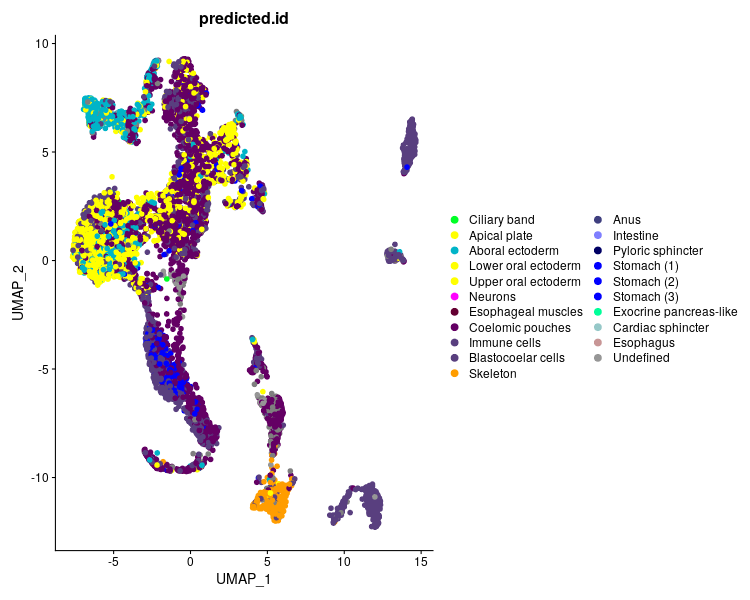 predicted.id
10
5
0
-5
-10
UMAP_2
-5
0
5
10
15
UMAP_1
Ciliary band
Apical plate
Aboral ectoderm
Lower oral ectoderm
Upper oral ectoderm
Neurons
Esophageal muscles
Coelomic pouches
Immune cells
Blastocoelar cells
Skeleton
Anus
Intestine
Pyloric sphincter
Stomach (1)
Stomach (2)
Stomach (3)
Exocrine pancreas-like
Cardiac sphincter
Esophagus
Undefined